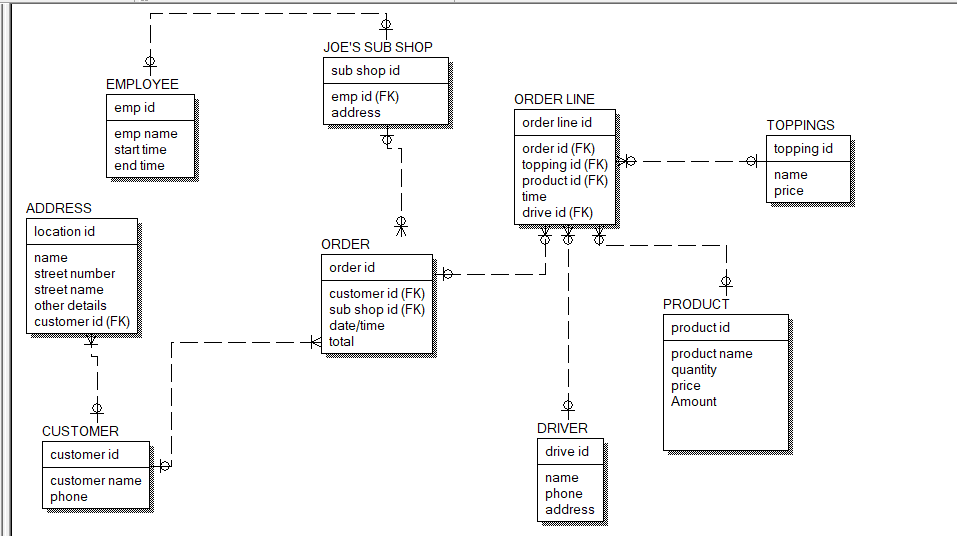 JOE'S SUB SHOP
sub shop id
emp id (FK)
address
EMPLOYEE
emp id
emp name
start time
end time
ORDER LINE
order line id
order id (FK)
topping id (FK)
product id (FK)
time
drive id (FK)
TOPPINGS
topping id
name
price
ADDRESS
location id
name
street number
street name
other details
customer id (FK)
ORDER
order id
customer id (FK)
sub shop id (FK)
date/time
total
PRODUCT
product id
product name
quantity
price
Amount
CUSTOMER
customer id
customer name
phone
DRIVER
drive id
name
phone
address